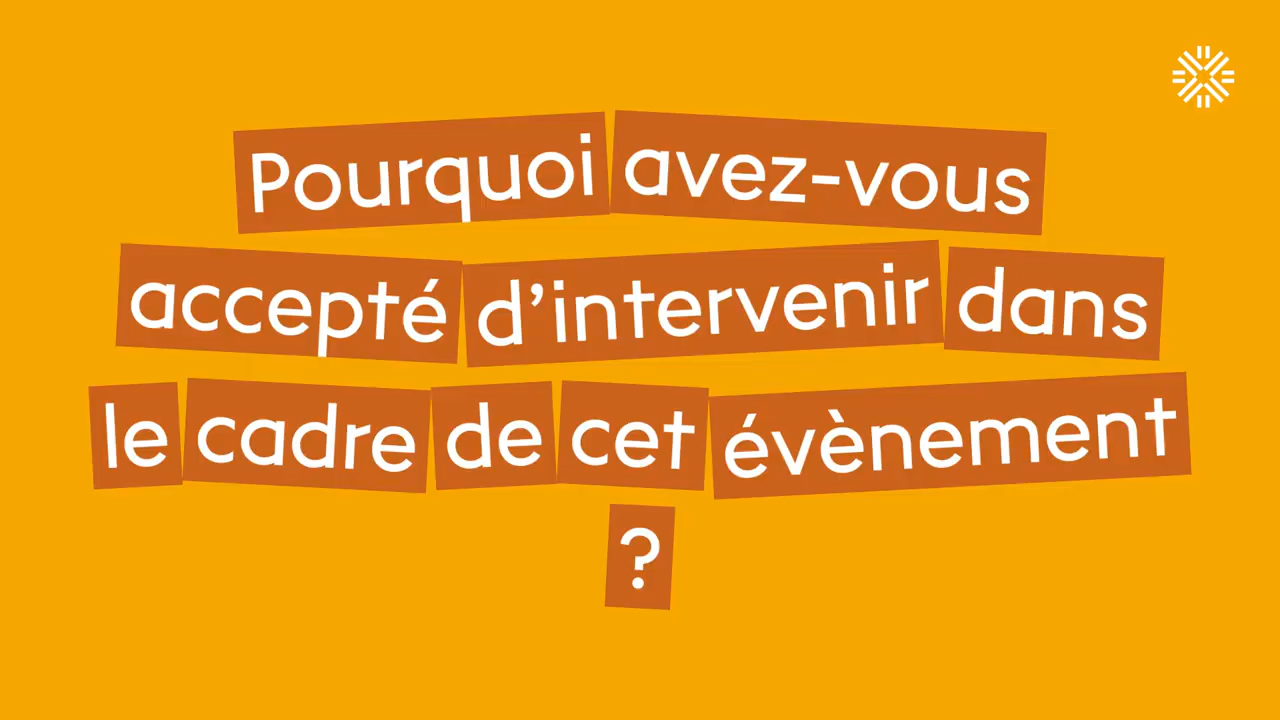 Pourquoi avez-vous
accepté d’intervenir dans
le cadre de cet évènement
?